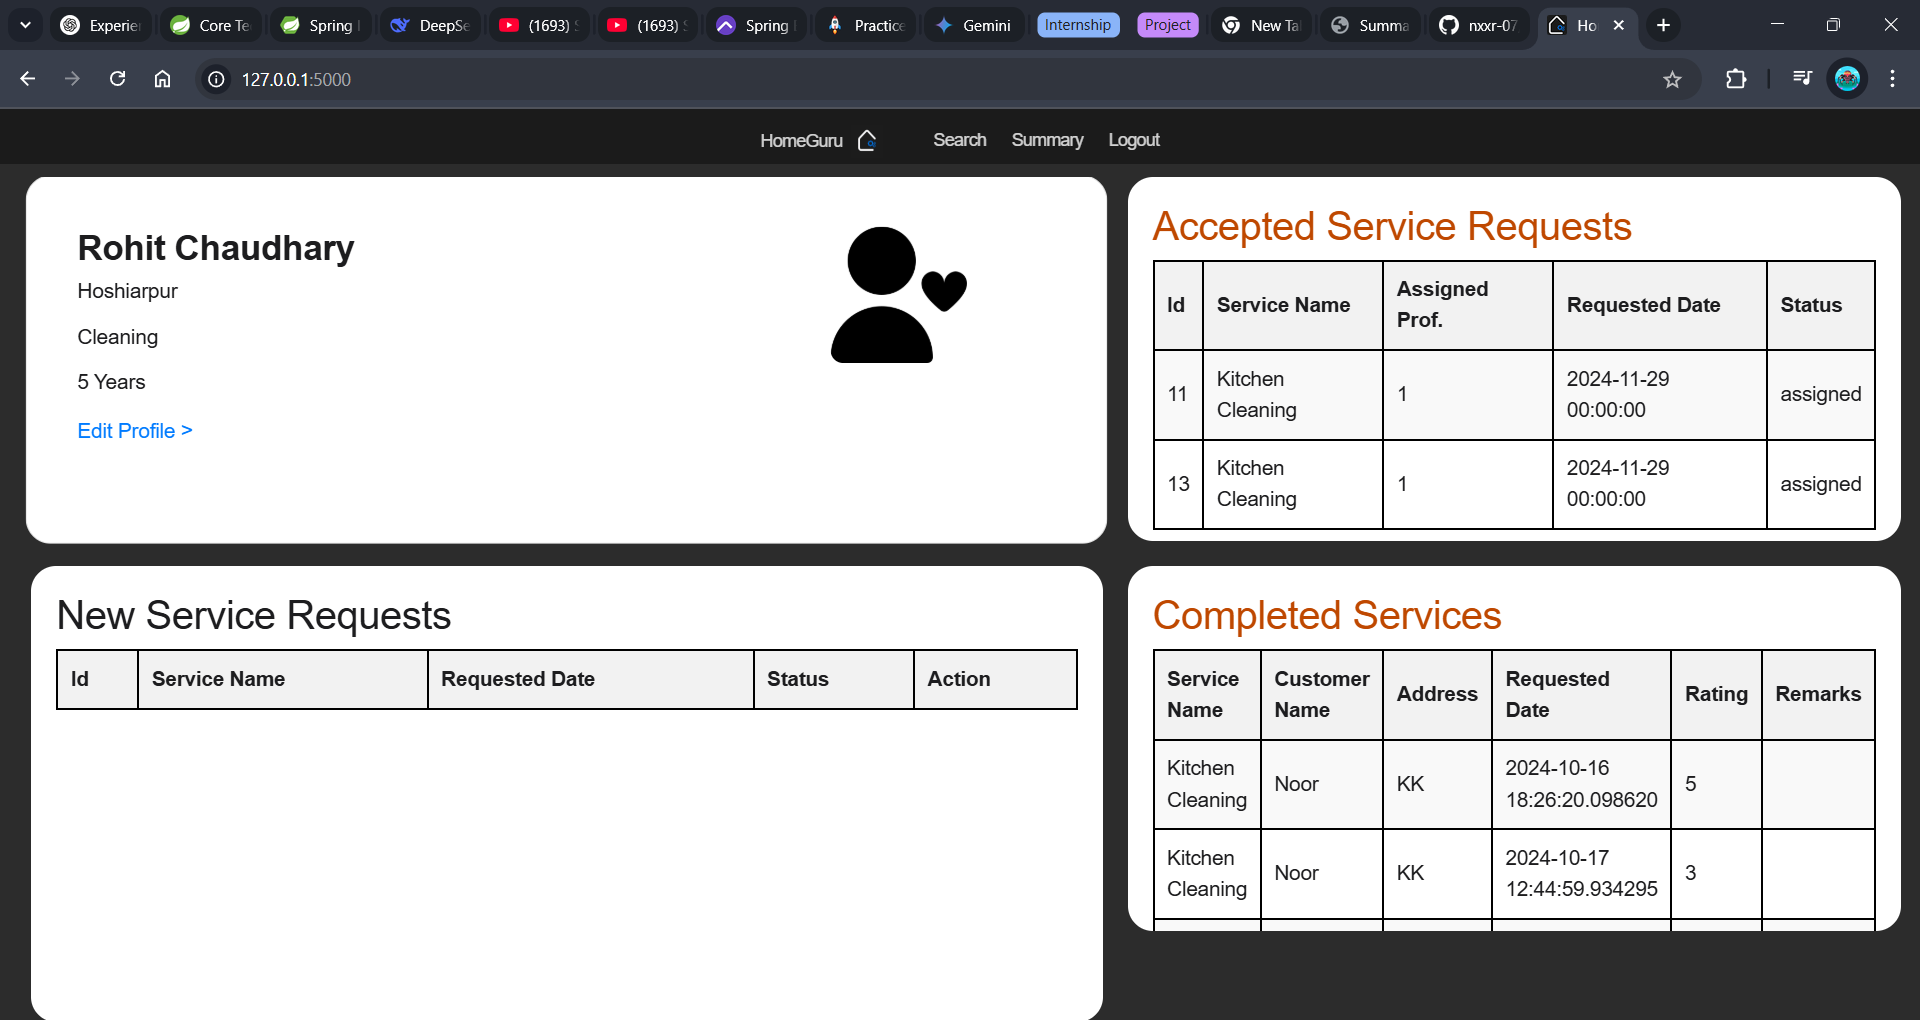 Experie
Core Te
Spring
DeepSe
(1693)
(1693)
Spring
Practice
Gemini
Internship
Project
New Ta
Summa
nxxr-07
Ho
127.0.0.1:5000
HomeGuru
Search
Summary
Logout
Rohit Chaudhary
Hoshiarpur
Cleaning
5 Years
Edit Profile >
Accepted Service Requests
Id Service Name Assigned Prof. Requested Date Status
11 Kitchen Cleaning 1 2024-11-29 00:00:00 assigned
13 Kitchen Cleaning 1 2024-11-29 00:00:00 assigned
New Service Requests
Id Service Name Requested Date Status Action
Completed Services
Service Name Customer Name Address Requested Date Rating Remarks
Kitchen Cleaning Noor KK 2024-10-16 18:26:20.098620 5
Kitchen Cleaning Noor KK 2024-10-17 12:44:59.934295 3